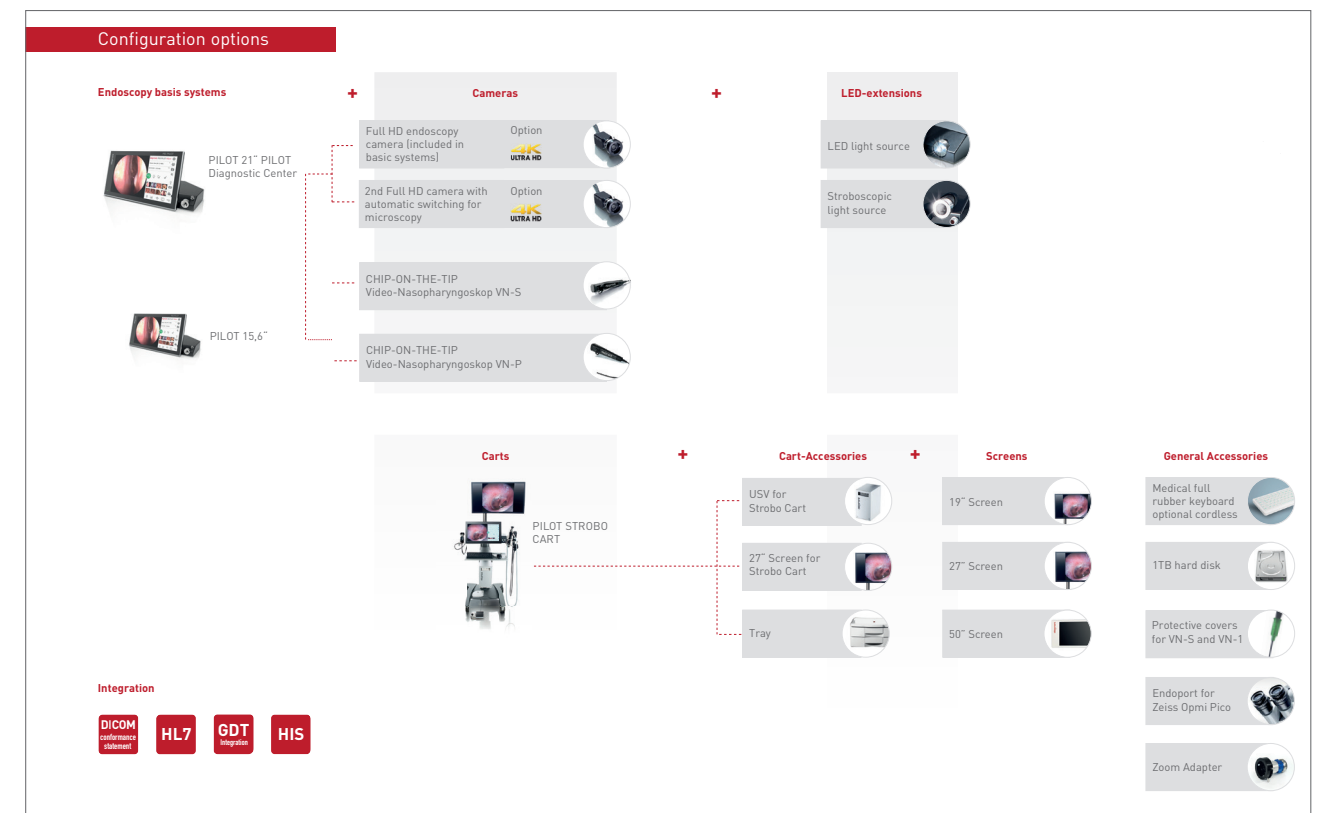 Configuration options
Endoscopy basis systems
+
Cameras
+
LED-extensions
PILOT 21“ PILOT
Diagnostic Center
Full HD endoscopy
camera (included in
basic systems)
Option
4K
ULTRA HD
2nd Full HD camera with
automatic switching for
microscopy
Option
4K
ULTRA HD
CHIP-ON-THE-TIP
Video-Nasopharyngoskop VN-S
PILOT 15,6“
CHIP-ON-THE-TIP
Video-Nasopharyngoskop VN-P
LED light source
Stroboscopic
light source
Carts
+
Cart-Accessories
+
Screens
General Accessories
PILOT STROBO
CART
USV for
Strobo Cart
27“ Screen for
Strobo Cart
Tray
19“ Screen
27“ Screen
50“ Screen
Medical full
rubber keyboard
optional cordless
1TB hard disk
Protective covers
for VN-S and VN-1
Endoport for
Zeiss Opmi Pico
Zoom Adapter
Integration
DICOM
conformance
statement
HL7
GDT
Integration
HIS